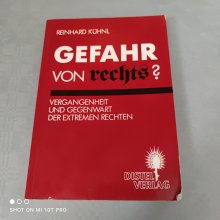 REINHARD KÜHNL
GEFAHR
VON rechts?
VERGANGENHEIT
UND GEGENWART
DER EXTREMEN RECHTEN
DISTEL
VERLAG
SHOT ON MI 10T PRO